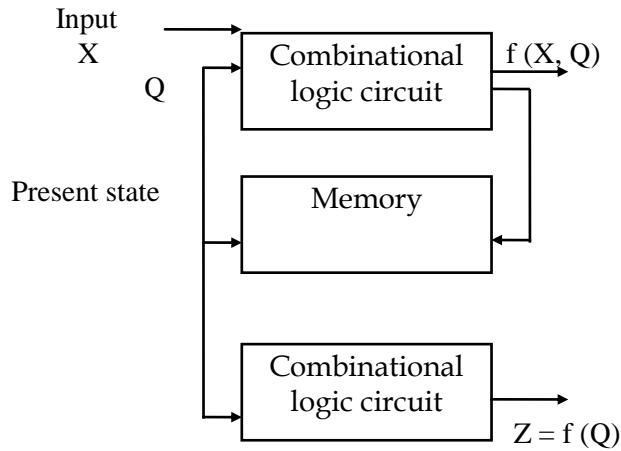 Input
X
Combinational
logic circuit
f (X, Q)
Q
Present state
Memory
Combinational
logic circuit
Z = f (Q)